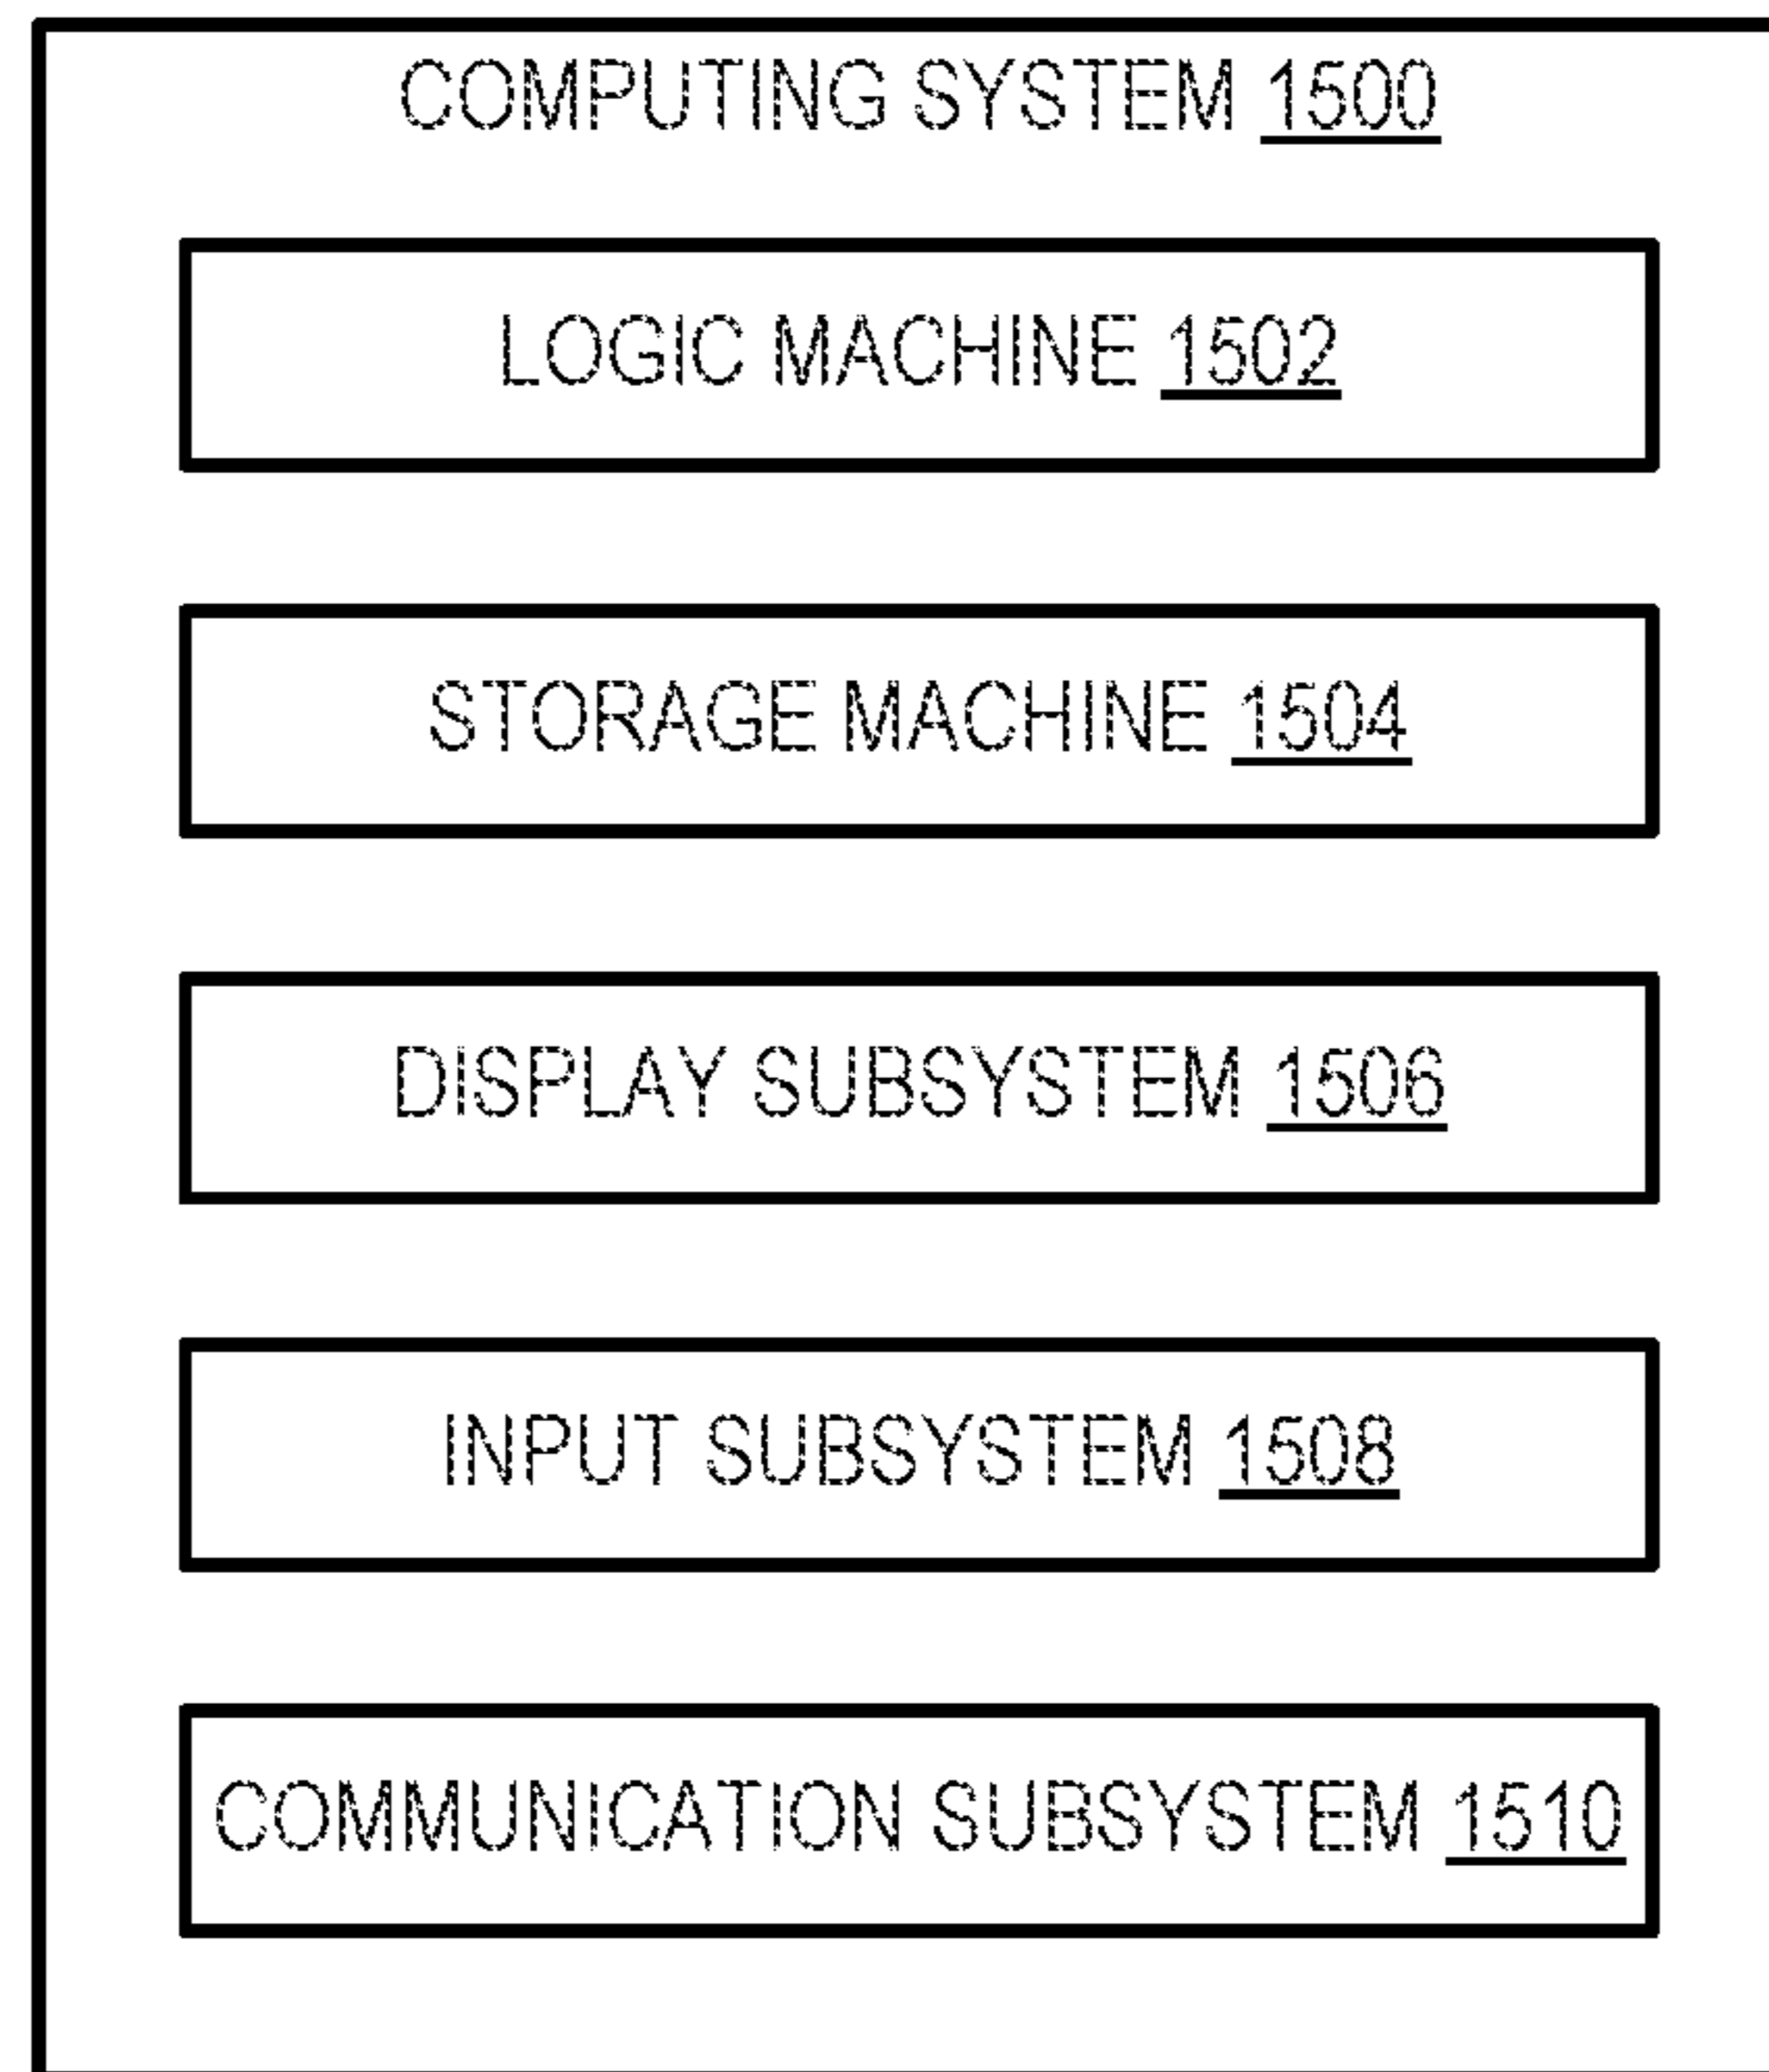 COMPUTING SYSTEM 1500
LOGIC MACHINE 1502
STORAGE MACHINE 1504
DISPLAY SUBSYSTEM 1506
INPUT SUBSYSTEM 1508
COMMUNICATION SUBSYSTEM 1510